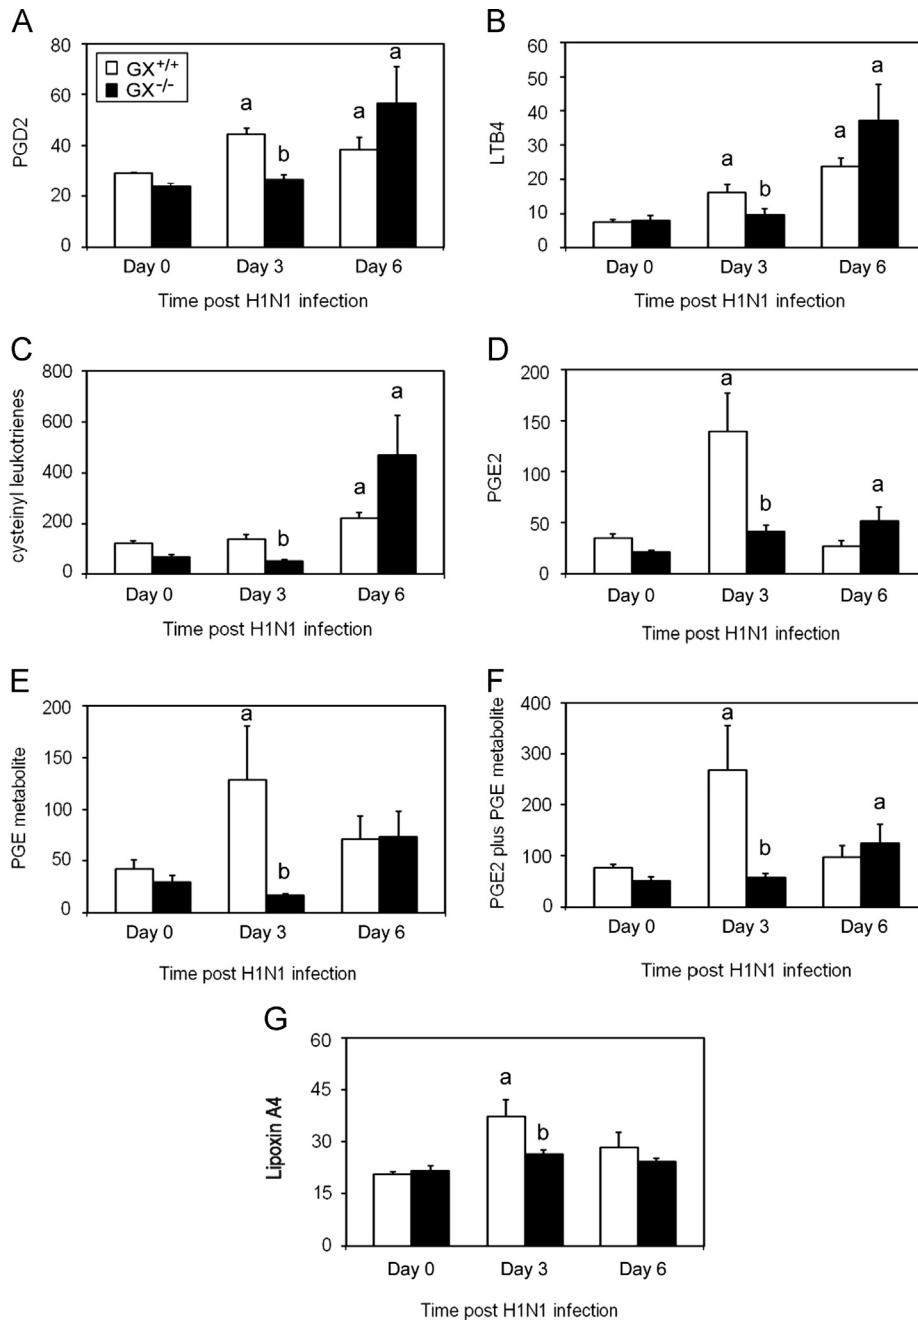 A
PGD2
80
60
40
20
0
GX+/+
GX-/-
a
b
a
a
Day 0 Day 3 Day 6
Time post H1N1 infection
B
LTB4
60
50
40
30
20
10
0
a
b
a
a
Day 0 Day 3 Day 6
Time post H1N1 infection
C
cysteinyl leukotrienes
800
600
400
200
0
b
a
a
Day 0 Day 3 Day 6
Time post H1N1 infection
D
PGE2
200
150
100
50
0
a
b
a
Day 0 Day 3 Day 6
Time post H1N1 infection
E
PGE metabolite
200
150
100
50
0
a
b
Day 0 Day 3 Day 6
Time post H1N1 infection
F
PGE2 plus PGE metabolite
400
300
200
100
0
a
b
a
Day 0 Day 3 Day 6
Time post H1N1 infection
G
Lipoxin A4
60
45
30
15
0
a
b
Day 0 Day 3 Day 6
Time post H1N1 infection